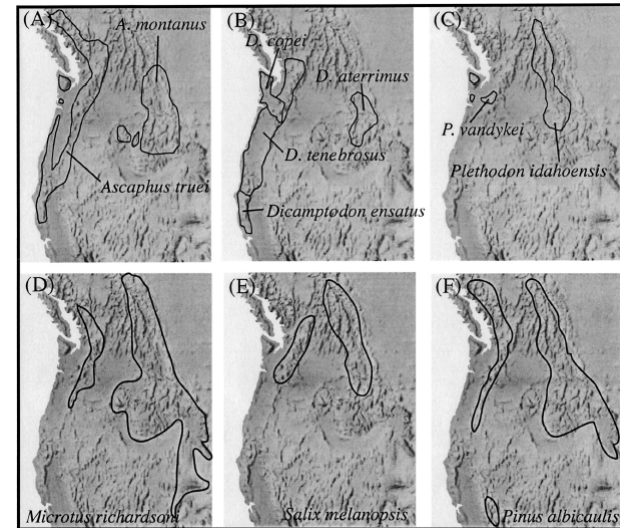 (A)
A. montanus
Ascaphus truei
(B)
D. copei
D. aterrimus
D. tenebrosus
Dicamptodon ensatus
(C)
P. vandykei
Plethodon idahoensis
(D)
Microtus richardsoni
(E)
Salix melanopsis
(F)
Pinus albicaulis